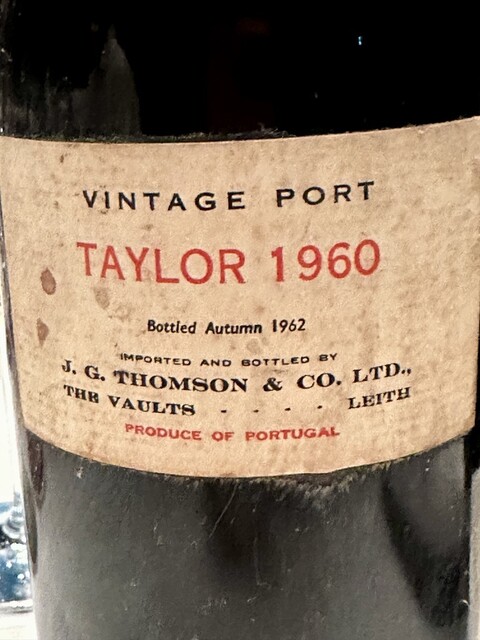 VINTAGE PORT
TAYLOR 1960
Bottled Autumn 1962
IMPORTED AND BOTTLED BY
J. G. THOMSON & CO. LTD.,
THE VAULTS - - - - LEITH
PRODUCE OF PORTUGAL